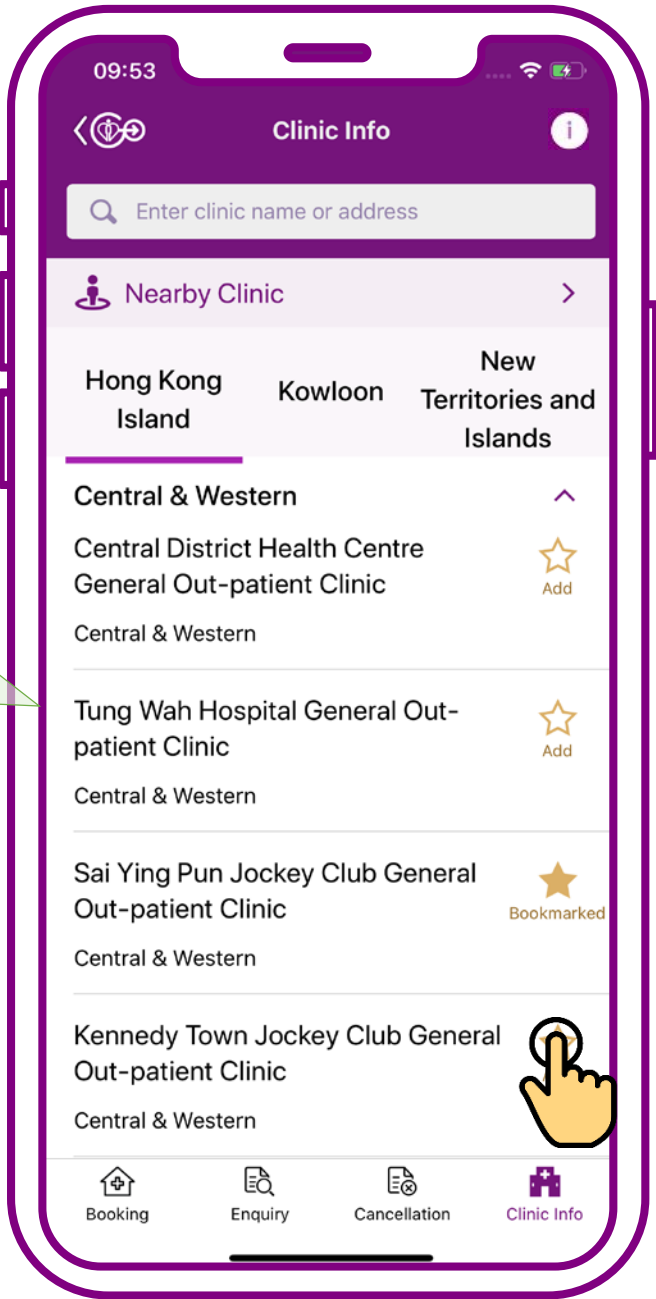 09:53
Clinic Info
i
Enter clinic name or address
Nearby Clinic
Hong Kong
Island
Kowloon
New
Territories and
Islands
Central & Western
Central District Health Centre
General Out-patient Clinic
Add
Central & Western
Tung Wah Hospital General Out-
patient Clinic
Add
Central & Western
Sai Ying Pun Jockey Club General
Out-patient Clinic
Bookmarked
Central & Western
Kennedy Town Jockey Club General
Out-patient Clinic
Central & Western
Booking
Enquiry
Cancellation
Clinic Info